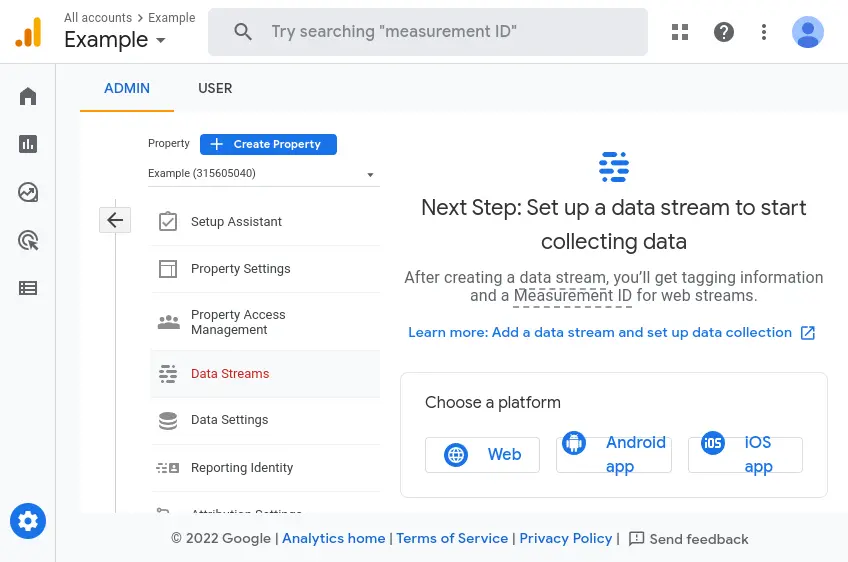 All accounts > Example
Example
Try searching "measurement ID"
ADMIN
USER
Property
Create Property
Example (315605040)
Setup Assistant
Property Settings
Property Access
Management
Data Streams
Data Settings
Reporting Identity
Attribution Settings
Next Step: Set up a data stream to start
collecting data
After creating a data stream, you’ll get tagging information
and a Measurement ID for web streams.
Learn more: Add a data stream and set up data collection
Choose a platform
Web
Android
app
iOS
iOS
app
© 2022 Google | Analytics home | Terms of Service | Privacy Policy | Send feedback